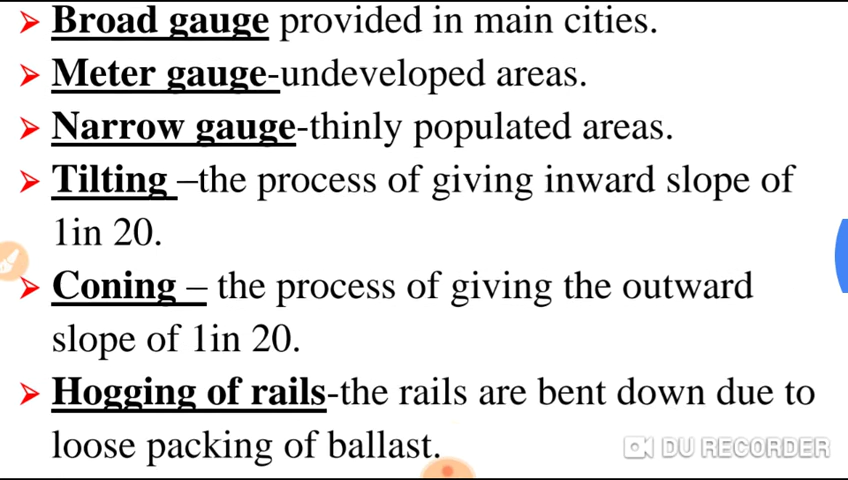 Broad gauge provided in main cities.
Meter gauge-undeveloped areas.
Narrow gauge-thinly populated areas.
Tilting –the process of giving inward slope of
1in 20.
Coning – the process of giving the outward
slope of 1in 20.
Hogging of rails-the rails are bent down due to
loose packing of ballast.
DU RECORDER